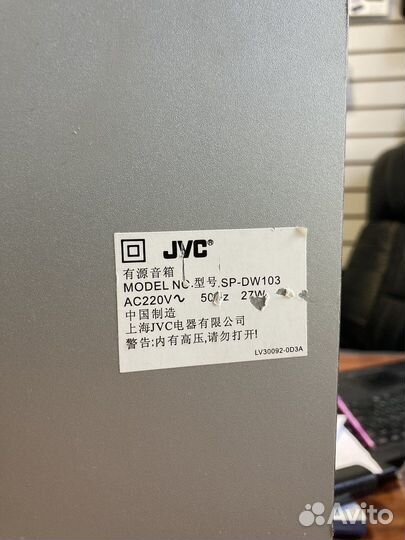 JVC®
有源音箱
MODEL NO.型号 SP-DW103
AC220V～ 50Hz 27W
中国制造
上海JVC电器有限公司
警告:内有高压,请勿打开!
LV30092-0D3A
Avito